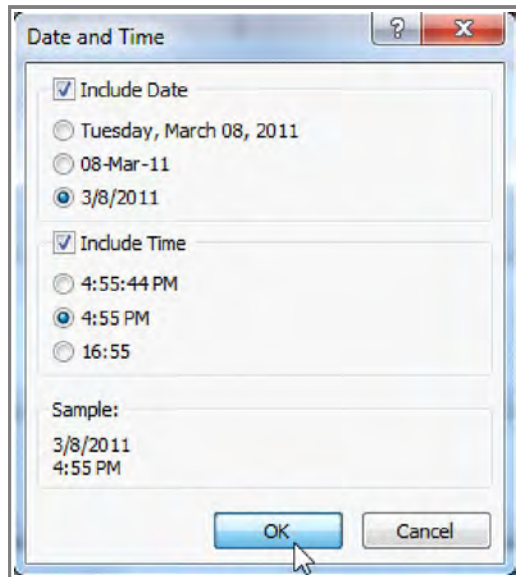 Date and Time
?
Include Date
Tuesday, March 08, 2011
08-Mar-11
3/8/2011
Include Time
4:55:44 PM
4:55 PM
16:55
Sample:
3/8/2011
4:55 PM
OK Cancel